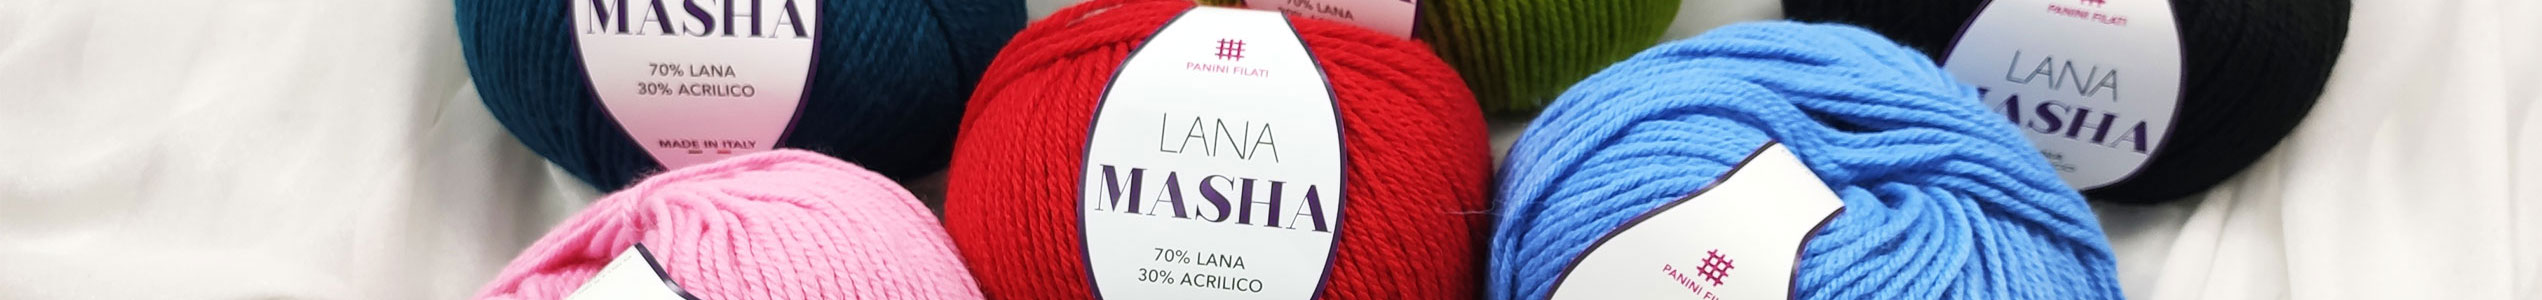 MASHA
70% LANA
30% ACRILICO
MADE IN ITALY
70% LANA
PANINI FILATI
LANA
MASHA
70% LANA
30% ACRILICO
PANINI FILATI
PANINI FILATI
LANA
MASHA